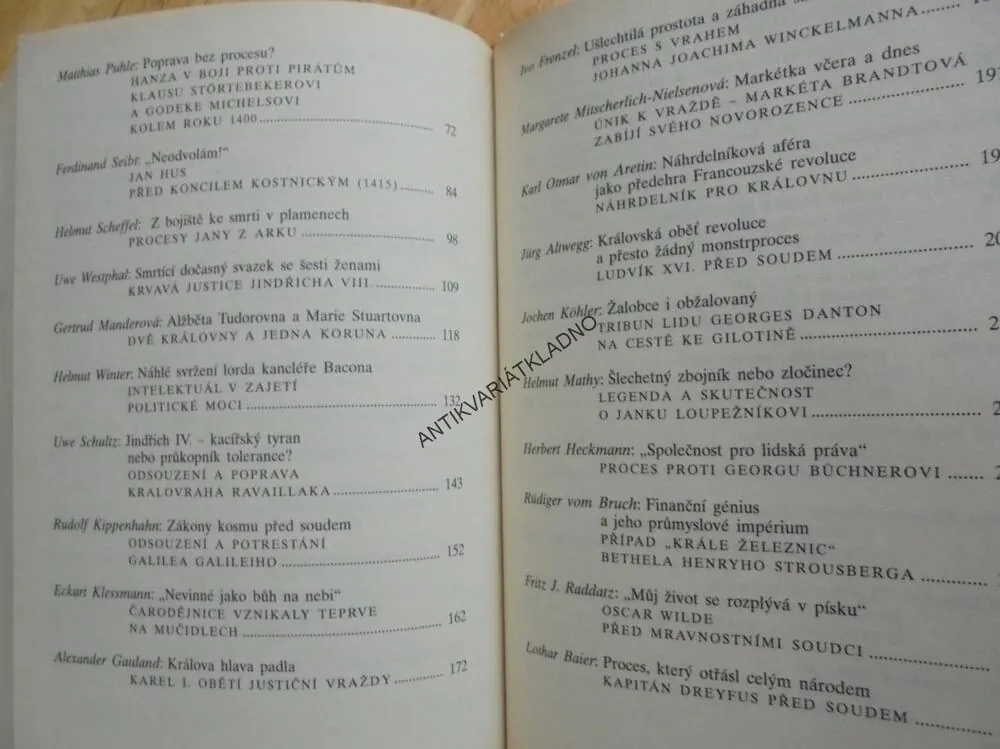 Matthias Puhle: Poprava bez procesu?
HANZA V BOJI PROTI PIRÁTŮM
KLAUSU STÖRTEBEKEROVI
A GODEKE MICHELSOVI
KOLEM ROKU 1400 72
Ferdinand Seibt: „Neodvolám!"
JAN HUS
PŘED KONCILEM KOSTNICKÝM (1415) 84
Helmut Scheffel: Z bojiště ke smrti v plamenech
PROCESY JANY Z ARKU 98
Uwe Westphal: Smrtící dočasný svazek se šesti ženami
KRVAVÁ JUSTICE JINDŘICHA VIII. 109
Gertrud Manderová: Alžběta Tudorovna a Marie Stuartovna
DVĚ KRÁLOVNY A JEDNA KORUNA 118
Helmut Winter: Náhlé svržení lorda kancléře Bacona
INTELEKTUÁL V ZAJETÍ
POLITICKÉ MOCI 132
Uwe Schultz: Jindřich IV. – kacířský tyran
nebo průkopník tolerance?
ODSOUZENÍ A POPRAVA
KRALOVRAHA RAVAILLAKA 143
Rudolf Kippenhahn: Zákony kosmu před soudem
ODSOUZENÍ A POTRESTÁNÍ
GALILEA GALILEIHO 152
Eckart Klessmann: „Nevinné jako bůh na nebi"
ČARODĚJNICE VZNIKALY TEPRVE
NA MUČIDLECH 162
Alexander Gauland: Králova hlava padla
KAREL I. OBĚTÍ JUSTIČNÍ VRAŽDY 172
Ivo Frenzel: Ušlechtilá prostota a záhadná
PROCES S VRAHEM
JOHANNA JOACHIMA WINCKELMANNA
Margarete Mitscherlich-Nielsenová: Markétka včera a dnes
ÚNIK K VRAŽDĚ – MARKÉTA BRANDTOVÁ
ZABÍJÍ SVÉHO NOVOROZENCE
Karl Otmar von Aretin: Náhrdelníková aféra
jako předehra Francouzské revoluce
NÁHRDELNÍK PRO KRÁLOVNU
Jürg Altwegg: Královská oběť revoluce
a přesto žádný monstrproces
LUDVÍK XVI. PŘED SOUDEM
Jochen Köhler: Žalobce i obžalovaný
TRIBUN LIDU GEORGES DANTON
NA CESTĚ KE GILOTINĚ
Helmut Mathy: Šlechetný zbojník nebo zločinec?
LEGENDA A SKUTEČNOST
O JANKU LOUPEŽNÍKOVI
Herbert Heckmann: „Společnost pro lidská práva"
PROCES PROTI GEORGU BÜCHNEROVI
Rüdiger vom Bruch: Finanční génius
a jeho průmyslové impérium
PŘÍPAD „KRÁLE ŽELEZNIC"
BETHELA HENRYHO STROUSBERGA
Fritz J. Raddatz: „Můj život se rozplývá v písku"
OSCAR WILDE
PŘED MRAVNOSTNÍMI SOUDCI
Lothar Baier: Proces, který otřásl celým národem
KAPITÁN DREYFUS PŘED SOUDEM
ANTIKVARIÁTKLADNO